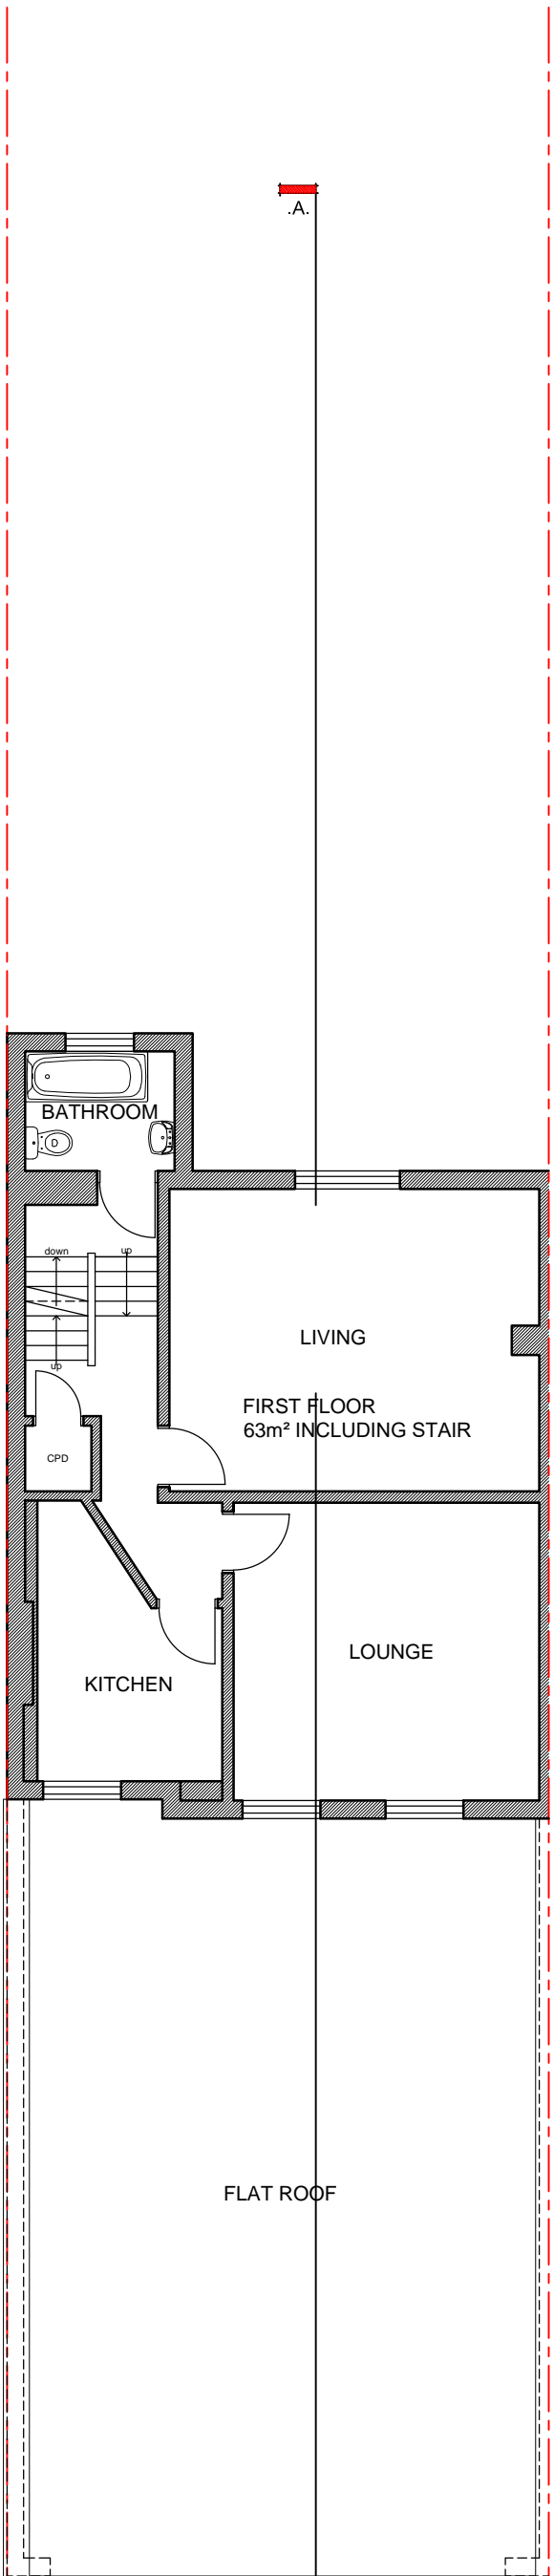 .A.
BATHROOM
D
down
up
up
LIVING
FIRST FLOOR
63m² INCLUDING STAIR
CPD
LOUNGE
KITCHEN
FLAT ROOF